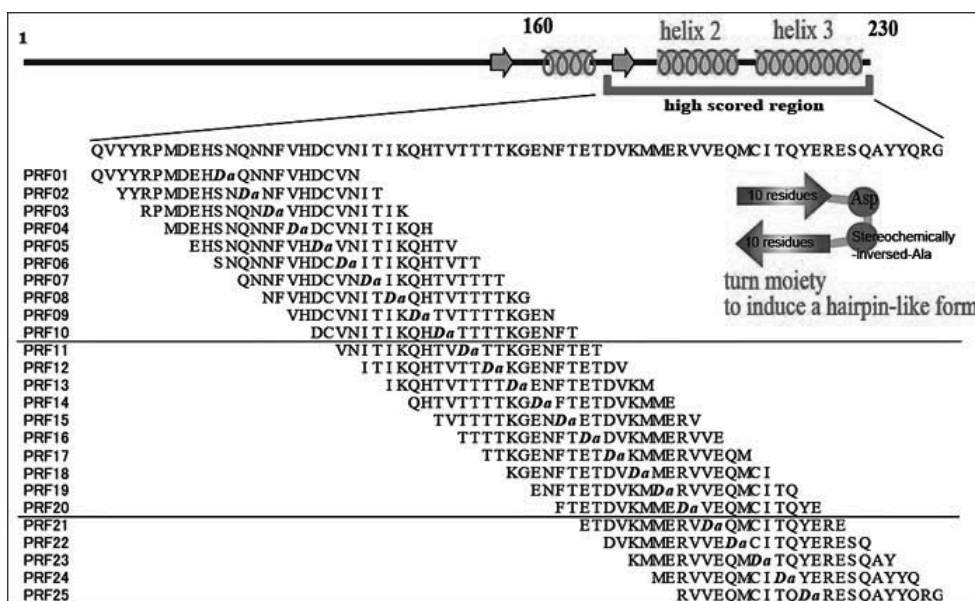 1
160
helix 2
helix 3
230
high scored region
QVYYRPMDEHSNQNNFVHDCVNITIKQHTVTTTTKGENFTETDVKMMERVVEQMCITQYERESQAYYQRG
PRF01 QVYYRPMDEHDaQNNFVHDCVN
PRF02 YYRPMDEHSNDaNFVHDCVNIT
PRF03 RPMDEHSNQNDaVHDCVNITIK
PRF04 MDEHSNQNNFDaDCVNITIKQH
PRF05 EHSNQNNFVHDaVNITIKQHTV
PRF06 SNQNNFVHDCDaITIKQHTVTT
PRF07 QNNFVHDCVNDaIKQHTVTTTT
PRF08 NFVHDCVNITDaQHTVTTTTKG
PRF09 VHDCVNITIKDaTVTTTTKGEN
PRF10 DCVNITIKQHDaTTTTKGENFT
PRF11 VNITIKQHTVDaTTKGENFTET
PRF12 ITIKQHTVTTDaKGENFTETDV
PRF13 IKQHTVTTTTDaENFTETDVKM
PRF14 QHTVTTTTKGDaFTETDVKMME
PRF15 TVTTTTKGENDaETDVKMMERV
PRF16 TTTTKGENFTDaDVKMMERVVE
PRF17 TTKGENFTETDaKMMERVVEQM
PRF18 KGENFTETDVDaMERVVEQMCI
PRF19 ENFTETDVKMDaRVVEQMCITQ
PRF20 FTETDVKMMEDaVEQMCITQYE
PRF21 ETDVKMMERVDaQMCITQYERE
PRF22 DVKMMERVVEDaCITQYERESQ
PRF23 KMMERVVEQMDaTQYERESQAY
PRF24 MERVVEQMCIDaYERESQAYYQ
PRF25 RVVEQMCITQDaRESQAYYQRG
10 residues
Asp
10 residues
Stereochemically
-inversed-Ala
turn moiety
to induce a hairpin-like form